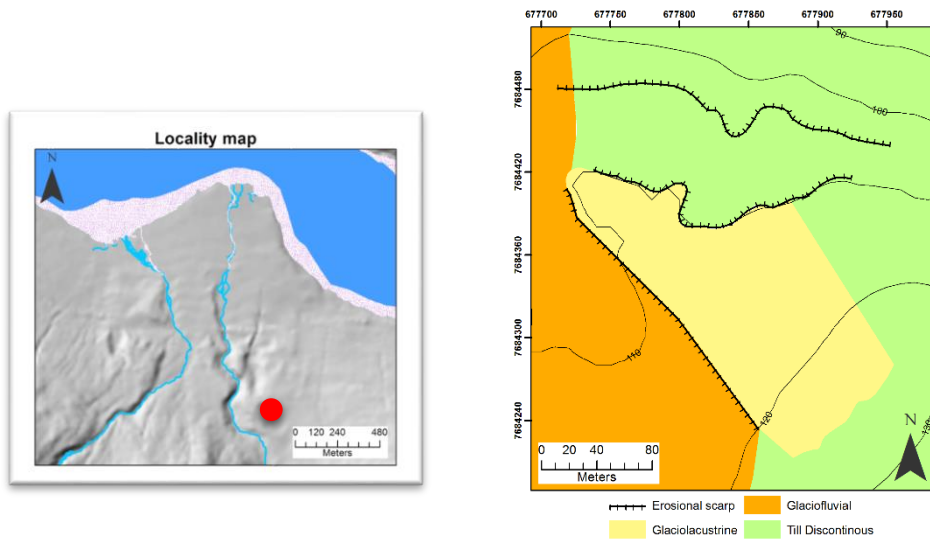 Locality map
N
0 120 240 480
Meters
677700 677750 677800 677850 677900 677950
7684480
7684420
7684360
7684300
7684240
90
100
110
120
130
N
0 20 40 80
Meters
Erosional scarp
Glaciofluvial
Glaciolacustrine
Till Discontinous